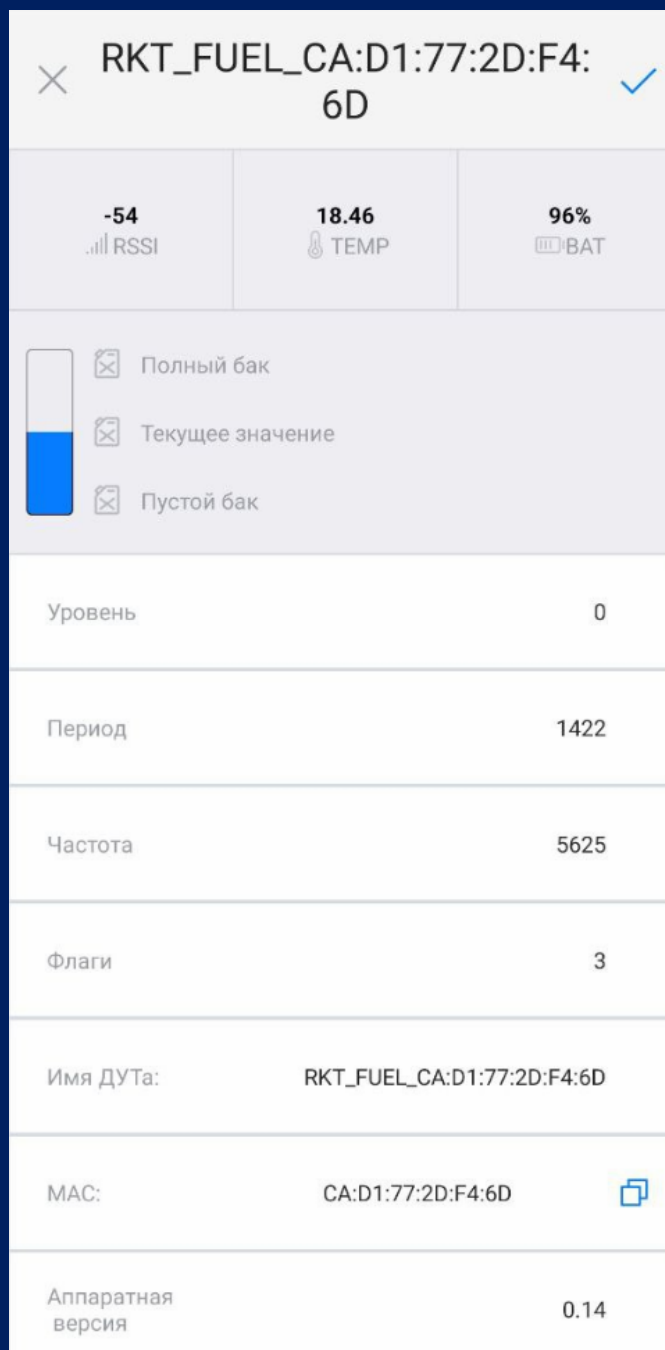 RKT_FUEL_CA:D1:77:2D:F4:
6D
-54
RSSI
18.46
TEMP
96%
BAT
Полный бак
Текущее значение
Пустой бак
Уровень 0
Период 1422
Частота 5625
Флаги 3
Имя ДУТа: RKT_FUEL_CA:D1:77:2D:F4:6D
MAC: CA:D1:77:2D:F4:6D
Аппаратная
версия 0.14